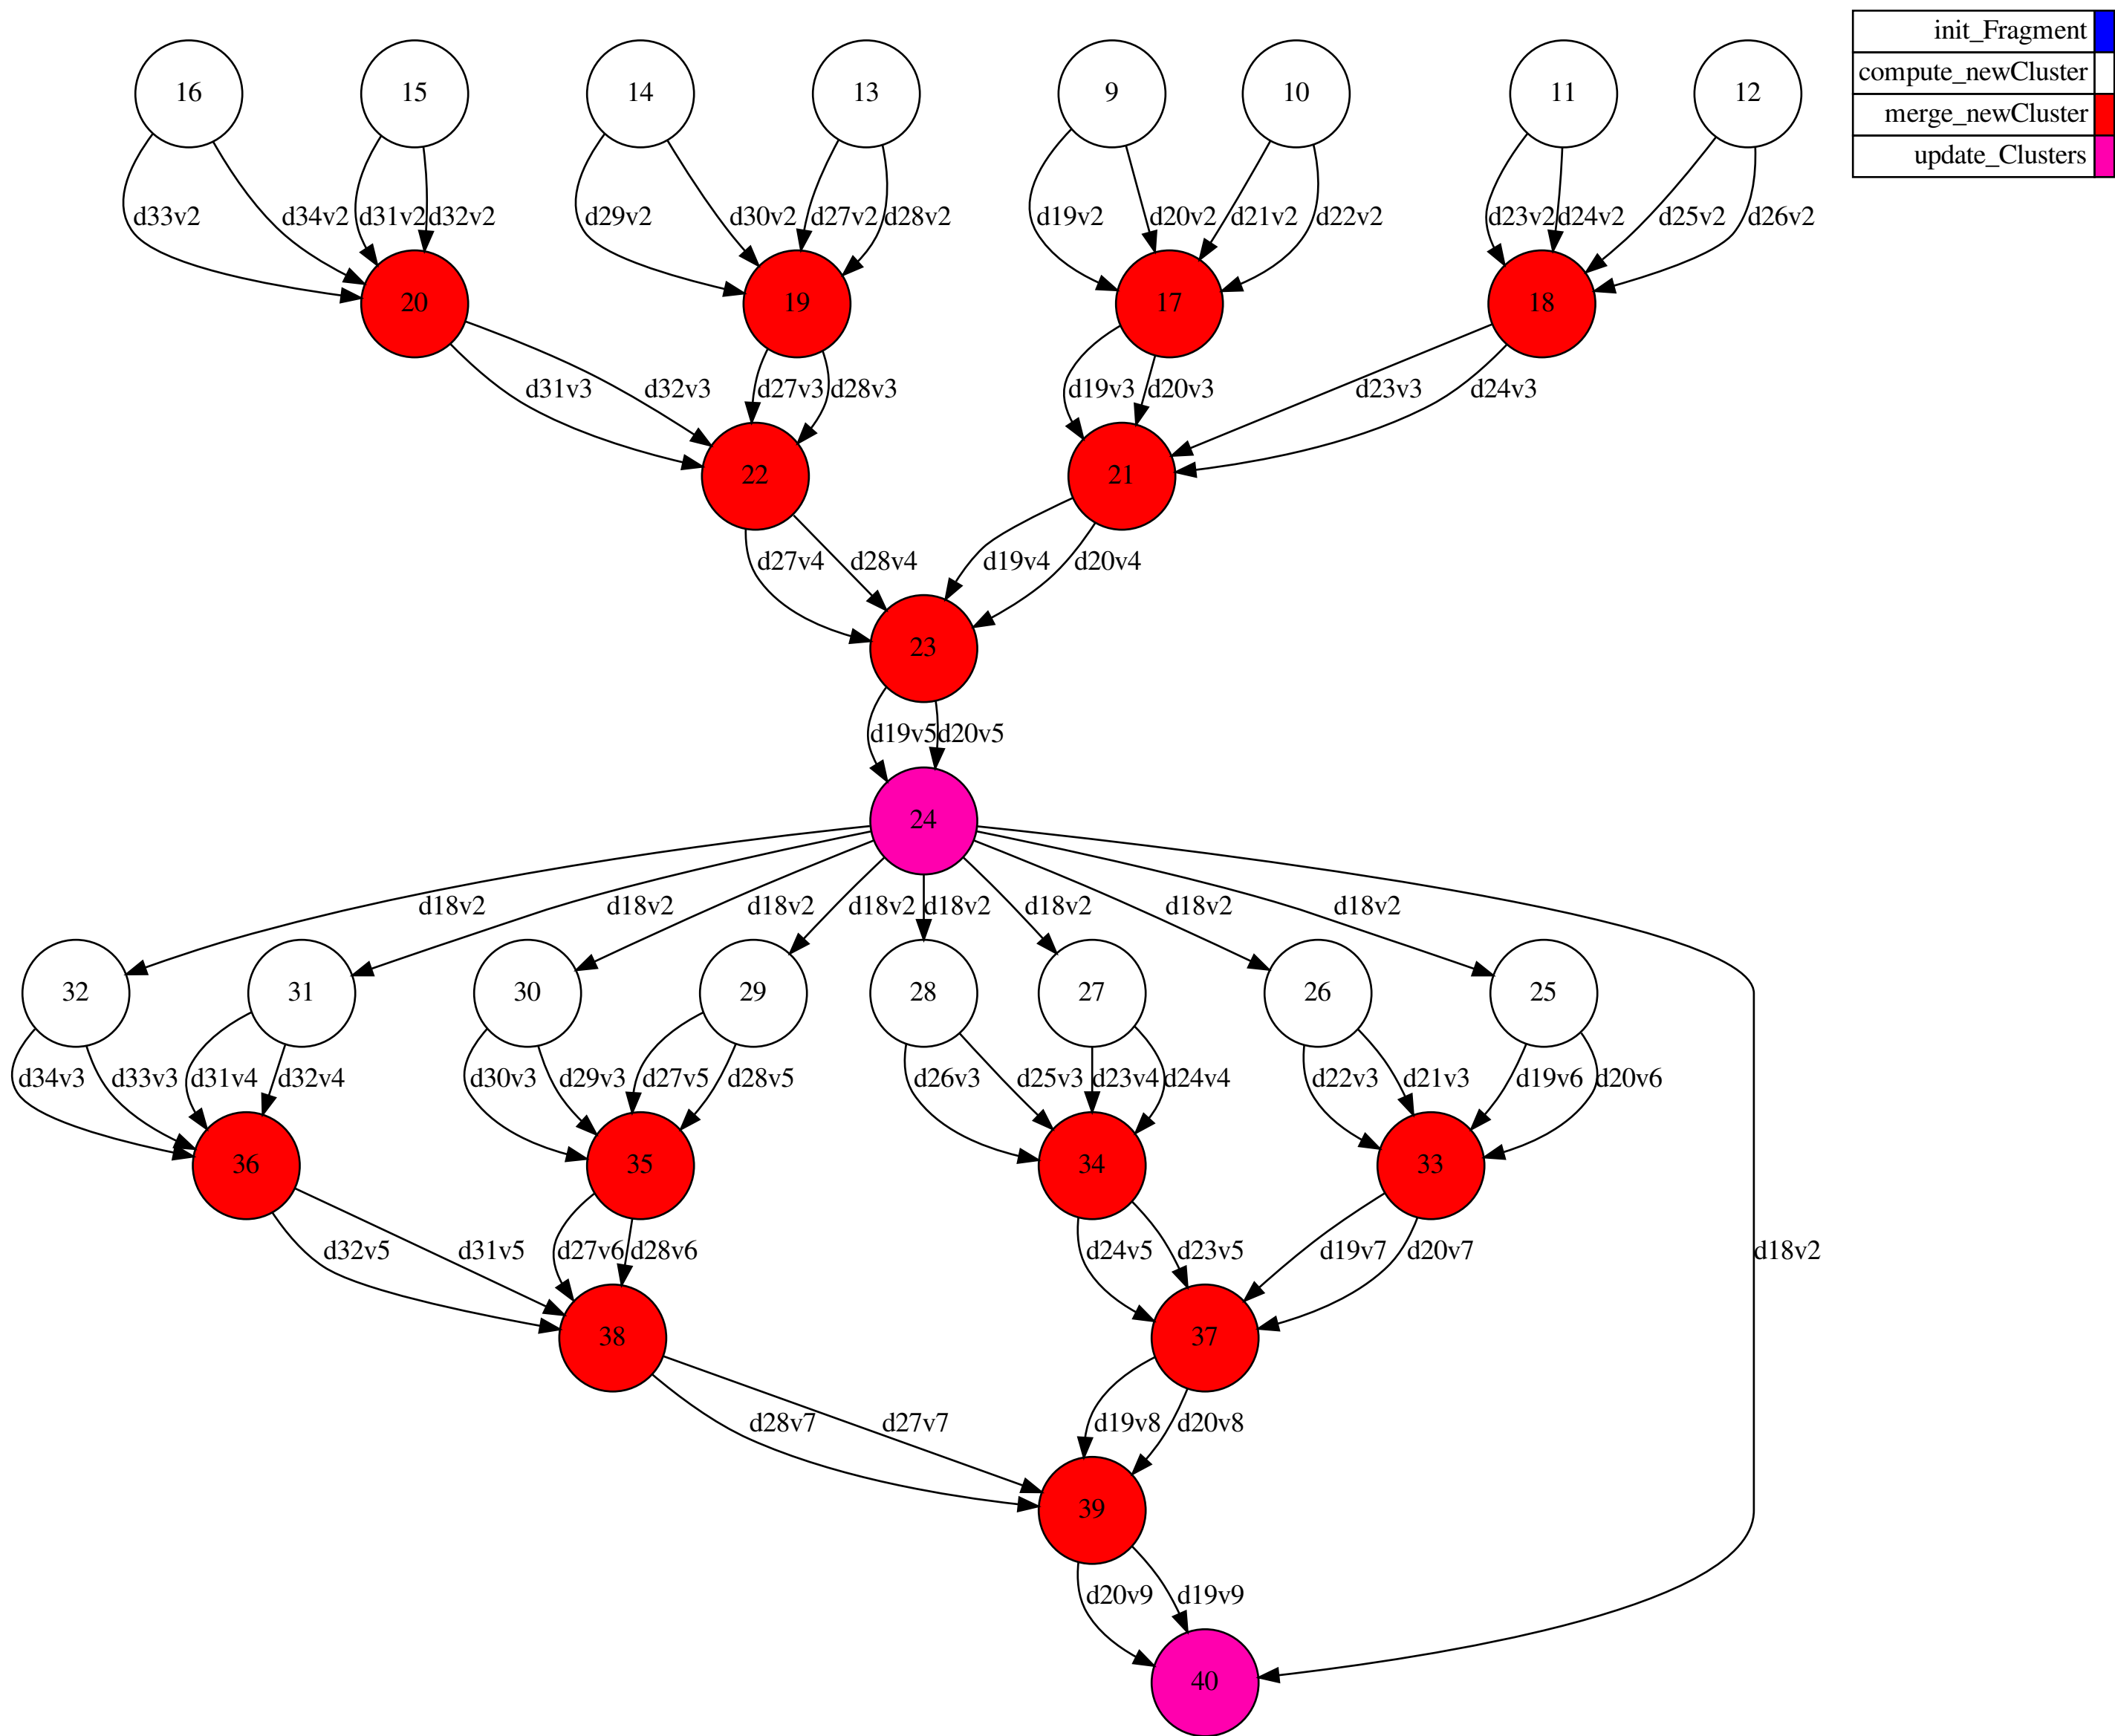 init_Fragment
compute_newCluster
merge_newCluster
update_Clusters
16 15 14 13 9 10 11 12
d33v2 d34v2 d31v2 d32v2 d29v2 d30v2 d27v2 d28v2 d19v2 d20v2 d21v2 d22v2 d23v2 d24v2 d25v2 d26v2
20 19 17 18
d31v3 d32v3 d27v3 d28v3 d19v3 d20v3 d23v3 d24v3
22 21
d27v4 d28v4 d19v4 d20v4
23
d19v5 d20v5
24
d18v2 d18v2 d18v2 d18v2 d18v2 d18v2 d18v2 d18v2
32 31 30 29 28 27 26 25
d34v3 d33v3 d31v4 d32v4 d30v3 d29v3 d27v5 d28v5 d26v3 d25v3 d23v4 d24v4 d22v3 d21v3 d19v6 d20v6
36 35 34 33
d32v5 d31v5 d27v6 d28v6 d24v5 d23v5 d19v7 d20v7 d18v2
38 37
d28v7 d27v7 d19v8 d20v8
39
d20v9 d19v9
40